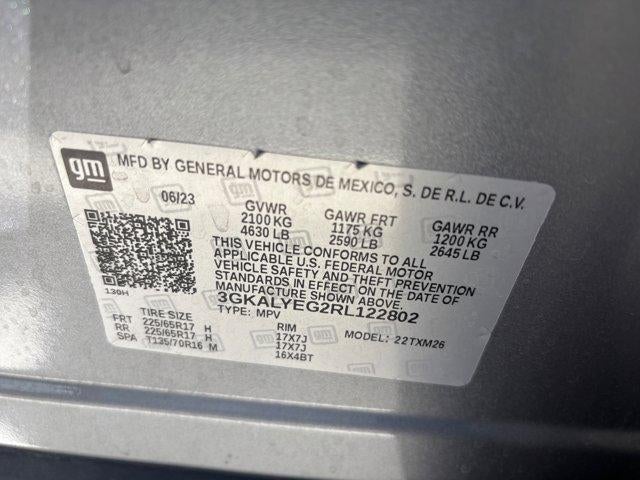 gm MFD BY GENERAL MOTORS DE MEXICO, S. DE R.L. DE C.V.
06/23
GVWR GAWR FRT GAWR RR
2100 KG 1175 KG 1200 KG
4630 LB 2590 LB 2645 LB
THIS VEHICLE CONFORMS TO ALL
APPLICABLE U.S. FEDERAL MOTOR
VEHICLE SAFETY AND THEFT PREVENTION
STANDARDS IN EFFECT ON THE DATE OF
MANUFACTURE SHOWN ABOVE.
130H
3GKALYEG2RL122802
TYPE: MPV
TIRE SIZE RIM MODEL: 22TXM26
FRT 225/65R17 H 17X7J
RR 225/65R17 H 17X7J
SPA T135/70R16 M 16X4BT